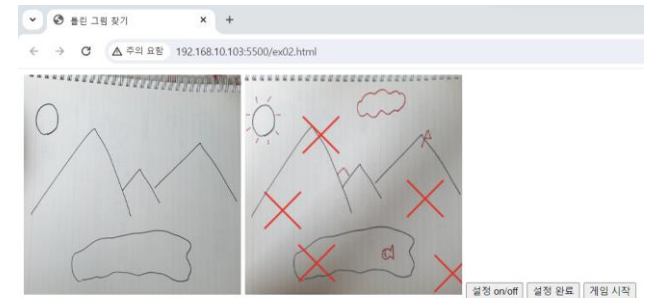 틀린 그림 찾기
주의 요함 192.168.10.103:5500/ex02.html
설정 on/off 설정 완료 게임 시작